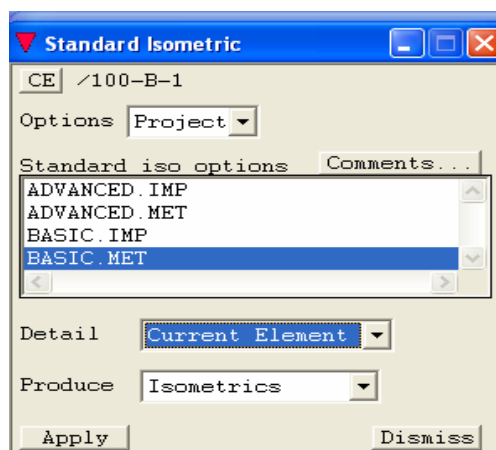 Standard Isometric
CE /100-B-1
Options Project
Standard iso options Comments...
ADVANCED.IMP
ADVANCED.MET
BASIC.IMP
BASIC.MET
Detail Current Element
Produce Isometrics
Apply Dismiss